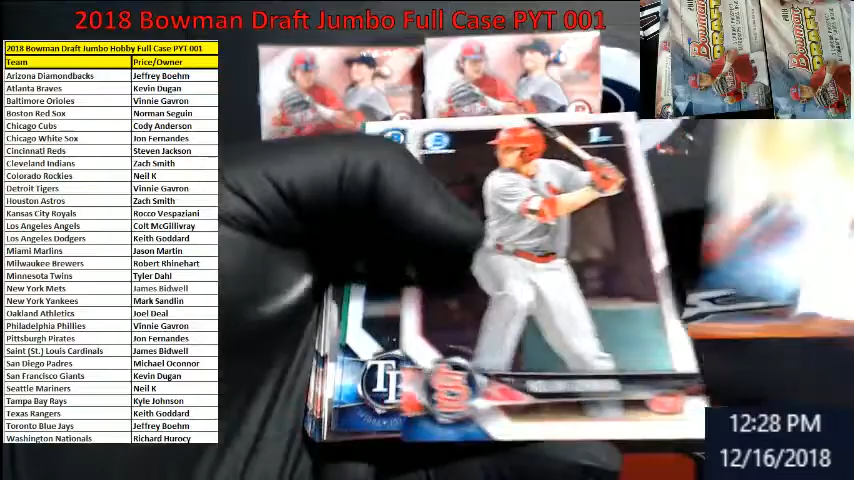 2018 Bowman Draft Jumbo Full Case PYT 001
2018 Bowman Draft Jumbo Hobby Full Case PYT 001
Team Price/Owner
Arizona Diamondbacks Jeffrey Boehm
Atlanta Braves Kevin Dugan
Baltimore Orioles Vinnie Gavron
Boston Red Sox Norman Seguin
Chicago Cubs Cody Anderson
Chicago White Sox Jon Fernandes
Cincinnati Reds Steven Jackson
Cleveland Indians Zach Smith
Colorado Rockies Neil K
Detroit Tigers Vinnie Gavron
Houston Astros Zach Smith
Kansas City Royals Rocco Vespaziani
Los Angeles Angels Colt McGillivray
Los Angeles Dodgers Keith Goddard
Miami Marlins Jason Martin
Milwaukee Brewers Robert Rhinehart
Minnesota Twins Tyler Dahl
New York Mets James Bidwell
New York Yankees Mark Sandlin
Oakland Athletics Joel Deal
Philadelphia Phillies Vinnie Gavron
Pittsburgh Pirates Jon Fernandes
Saint (St.) Louis Cardinals James Bidwell
San Diego Padres Michael Oconnor
San Francisco Giants Kevin Dugan
Seattle Mariners Neil K
Tampa Bay Rays Kyle Johnson
Texas Rangers Keith Goddard
Toronto Blue Jays Jeffrey Boehm
Washington Nationals Richard Hurocy
Bowman
DRAFT
Bowman
DRAFT
1st
TB
12:28 PM
12/16/2018